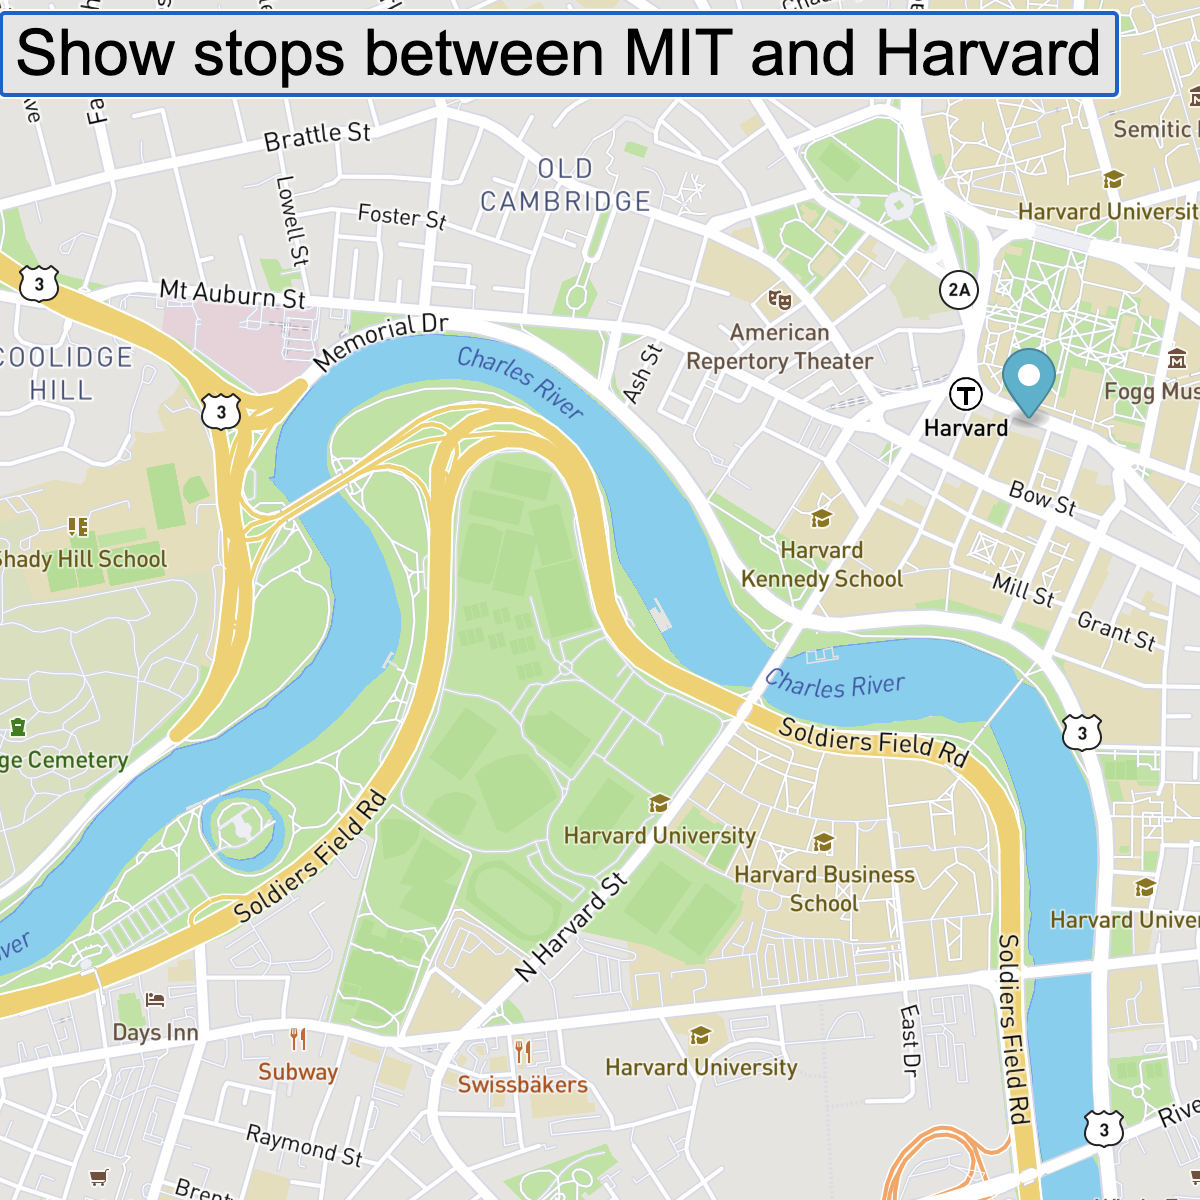 Show stops between MIT and Harvard
Brattle St
Semitic
OLD
CAMBRIDGE
Lowell St
Foster St
Harvard Universit
3
Mt Auburn St
2A
Memorial Dr
American
Repertory Theater
COOLIDGE
HILL
Charles River
Ash St
Fogg Mus
3
T
Harvard
Bow St
Shady Hill School
Harvard
Kennedy School
Mill St
Grant St
Charles River
3
Soldiers Field Rd
ge Cemetery
Harvard University
Harvard Business
School
Soldiers Field Rd
N Harvard St
Harvard Univer
iver
Soldiers Field Rd
Days Inn
East Dr
Subway
Harvard University
Swissbäkers
3
Rive
Raymond St
Brent